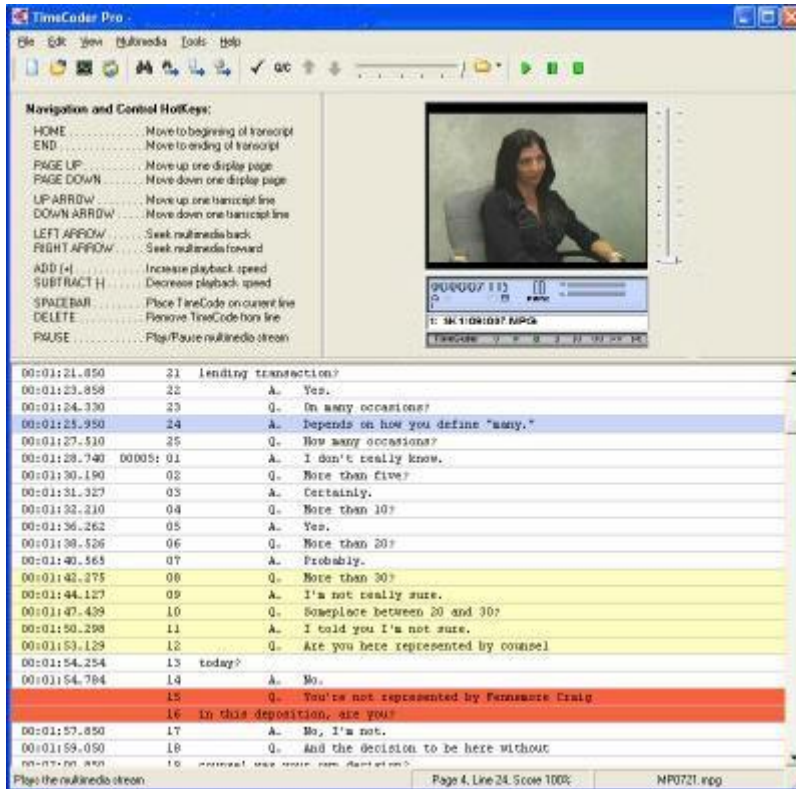 TimeCoder Pro -
File Edit View Multimedia Tools Help
Q/C
Navigation and Control HotKeys:
HOME . . . . . . . . . . . . Move to beginning of transcript
END . . . . . . . . . . . . Move to ending of transcript
PAGE UP . . . . . . . . . . Move up one display page
PAGE DOWN . . . . . . . Move down one display page
UP ARROW . . . . . . . . Move up one transcript line
DOWN ARROW . . . . . Move down one transcript line
LEFT ARROW . . . . . . Seek multimedia back
RIGHT ARROW . . . . . Seek multimedia forward
ADD [+] . . . . . . . . . . . Increase playback speed
SUBTRACT [-] . . . . . . Decrease playback speed
SPACEBAR . . . . . . . . Place TimeCode on current line
DELETE . . . . . . . . . . . Remove TimeCode from line
PAUSE . . . . . . . . . . . . Play/Pause multimedia stream
TimeCoder
00:01:21.850 21 lending transaction?
00:01:23.858 22 A. Yes.
00:01:24.330 23 Q. On many occasions?
00:01:25.950 24 A. Depends on how you define "many."
00:01:27.510 25 Q. How many occasions?
00:01:28.740 00005: 01 A. I don't really know.
00:01:30.190 02 Q. More than five?
00:01:31.327 03 A. Certainly.
00:01:32.210 04 Q. More than 10?
00:01:36.262 05 A. Yes.
00:01:38.526 06 Q. More than 20?
00:01:40.565 07 A. Probably.
00:01:42.275 08 Q. More than 30?
00:01:44.127 09 A. I'm not really sure.
00:01:47.439 10 Q. Someplace between 20 and 30?
00:01:50.298 11 A. I told you I'm not sure.
00:01:53.129 12 Q. Are you here represented by counsel
00:01:54.254 13 today?
00:01:54.784 14 A. No.
15 Q. You're not represented by Fennemore Craig
16 in this deposition, are you?
00:01:57.850 17 A. No, I'm not.
00:01:59.050 18 Q. And the decision to be here without
19 counsel was your own decision?
Plays the multimedia stream Page 4, Line 24, Score 100% MP0721.mpg